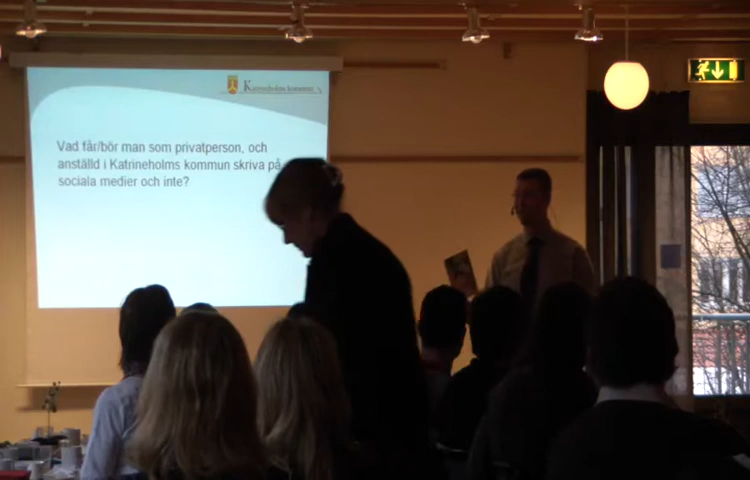 Katrineholms kommun
Vad får/bör man som privatperson, och
anställd i Katrineholms kommun skriva på
sociala medier och inte?